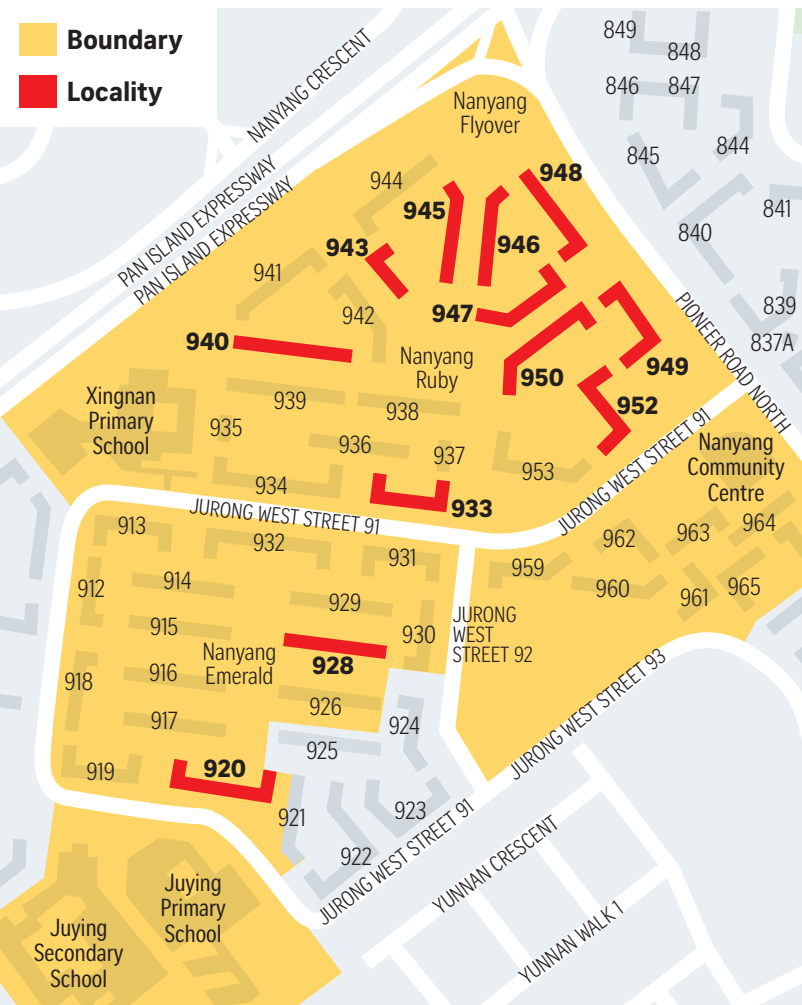 Boundary
Locality
NANYANG CRESCENT
PAN ISLAND EXPRESSWAY
PAN ISLAND EXPRESSWAY
849
848
846
847
845
844
841
840
839
837A
Nanyang
Flyover
944
945
948
943
946
941
942
947
940
Nanyang
Ruby
950
949
952
PIONEER ROAD NORTH
Xingnan
Primary
School
939
938
935
936
937
934
933
953
JURONG WEST STREET 91
JURONG WEST STREET 91
Nanyang
Community
Centre
913
932
931
959
962
963
964
912
914
929
960
961
965
915
930
JURONG
WEST
STREET 92
Nanyang
Emerald
928
918
916
926
917
924
925
919
920
921
923
922
JURONG WEST STREET 93
JURONG WEST STREET 91
YUNNAN CRESCENT
YUNNAN WALK 1
Juying
Primary
School
Juying
Secondary
School